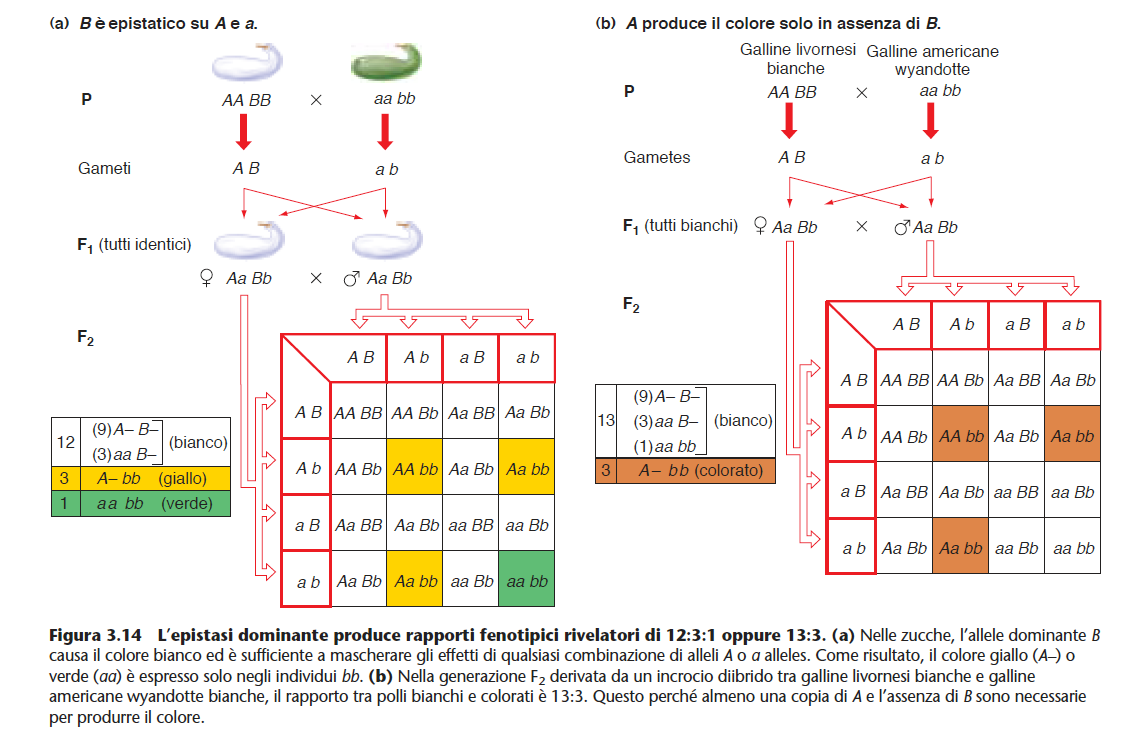 (a) B è epistatico su A e a.
P
AA BB × aa bb
Gameti
A B a b
F1 (tutti identici)
♀ Aa Bb × ♂ Aa Bb
F2
A B A b a B a b
A B AA BB AA Bb Aa BB Aa Bb
A b AA Bb AA bb Aa Bb Aa bb
a B Aa BB Aa Bb aa BB aa Bb
a b Aa Bb Aa bb aa Bb aa bb
12 (9) A– B–
(3) aa B– (bianco)
3 A– bb (giallo)
1 aa bb (verde)
(b) A produce il colore solo in assenza di B.
Galline livornesi
bianche
Galline americane
wyandotte
P
AA BB × aa bb
Gametes
A B a b
F1 (tutti bianchi) ♀ Aa Bb × ♂ Aa Bb
F2
A B A b a B a b
A B AA BB AA Bb Aa BB Aa Bb
A b AA Bb AA bb Aa Bb Aa bb
a B Aa BB Aa Bb aa BB aa Bb
a b Aa Bb Aa bb aa Bb aa bb
13 (9) A– B–
(3) aa B– (bianco)
(1) aa bb
3 A– bb (colorato)
Figura 3.14 L'epistasi dominante produce rapporti fenotipici rivelatori di 12:3:1 oppure 13:3. (a) Nelle zucche, l'allele dominante B
causa il colore bianco ed è sufficiente a mascherare gli effetti di qualsiasi combinazione di alleli A o a alleles. Come risultato, il colore giallo (A–) o
verde (aa) è espresso solo negli individui bb. (b) Nella generazione F2 derivata da un incrocio diibrido tra galline livornesi bianche e galline
americane wyandotte bianche, il rapporto tra polli bianchi e colorati è 13:3. Questo perché almeno una copia di A e l'assenza di B sono necessarie
per produrre il colore.